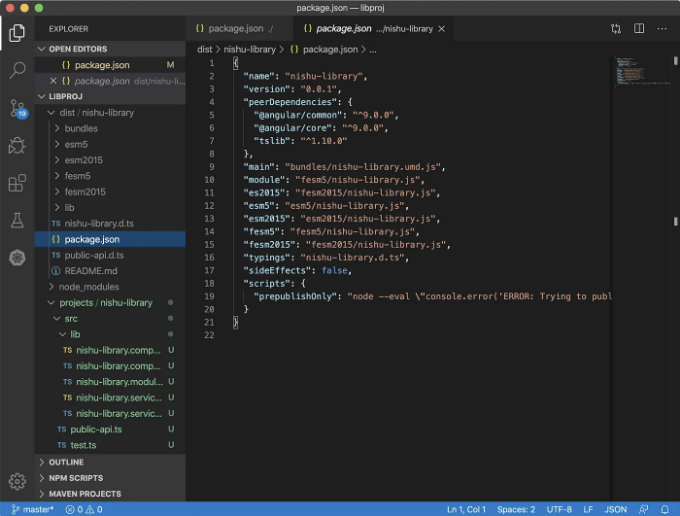 package.json — libproj
EXPLORER
OPEN EDITORS
{} package.json M
× {} package.json dist/nishu-li...
LIBPROJ
dist / nishu-library
bundles
esm5
esm2015
fesm5
fesm2015
lib
TS nishu-library.d.ts
{} package.json
TS public-api.d.ts
README.md
node_modules
projects / nishu-library
src
lib
TS nishu-library.comp... U
TS nishu-library.comp... U
TS nishu-library.modul... U
TS nishu-library.servic... U
TS nishu-library.servic... U
TS public-api.ts U
TS test.ts U
OUTLINE
NPM SCRIPTS
MAVEN PROJECTS
19
{} package.json ./
{} package.json .../nishu-library ×
dist > nishu-library > {} package.json > ...
1 {
2 "name": "nishu-library",
3 "version": "0.0.1",
4 "peerDependencies": {
5 "@angular/common": "^9.0.0",
6 "@angular/core": "^9.0.0",
7 "tslib": "^1.10.0"
8 },
9 "main": "bundles/nishu-library.umd.js",
10 "module": "fesm5/nishu-library.js",
11 "es2015": "fesm2015/nishu-library.js",
12 "esm5": "esm5/nishu-library.js",
13 "esm2015": "esm2015/nishu-library.js",
14 "fesm5": "fesm5/nishu-library.js",
15 "fesm2015": "fesm2015/nishu-library.js",
16 "typings": "nishu-library.d.ts",
17 "sideEffects": false,
18 "scripts": {
19 "prepublishOnly": "node --eval \"console.error('ERROR: Trying to publ
20 }
21 }
22
master* 0 0 Ln 1, Col 1 Spaces: 2 UTF-8 LF JSON